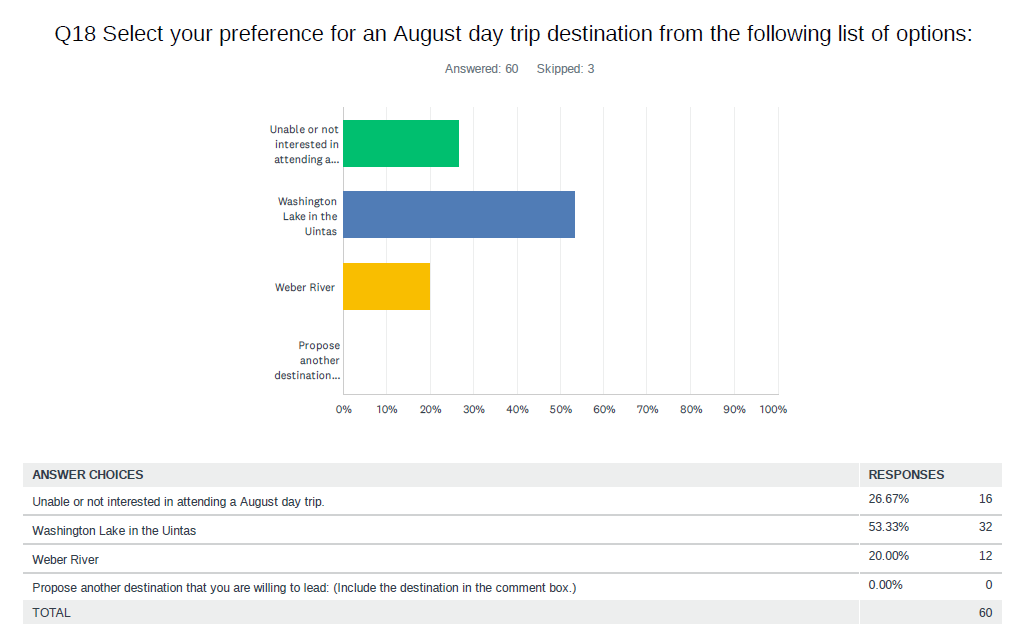 Q18 Select your preference for an August day trip destination from the following list of options:
Answered: 60 Skipped: 3
Unable or not
interested in
attending a...
Washington
Lake in the
Uintas
Weber River
Propose
another
destination...
0% 10% 20% 30% 40% 50% 60% 70% 80% 90% 100%
ANSWER CHOICES RESPONSES
Unable or not interested in attending a August day trip. 26.67% 16
Washington Lake in the Uintas 53.33% 32
Weber River 20.00% 12
Propose another destination that you are willing to lead: (Include the destination in the comment box.) 0.00% 0
TOTAL 60